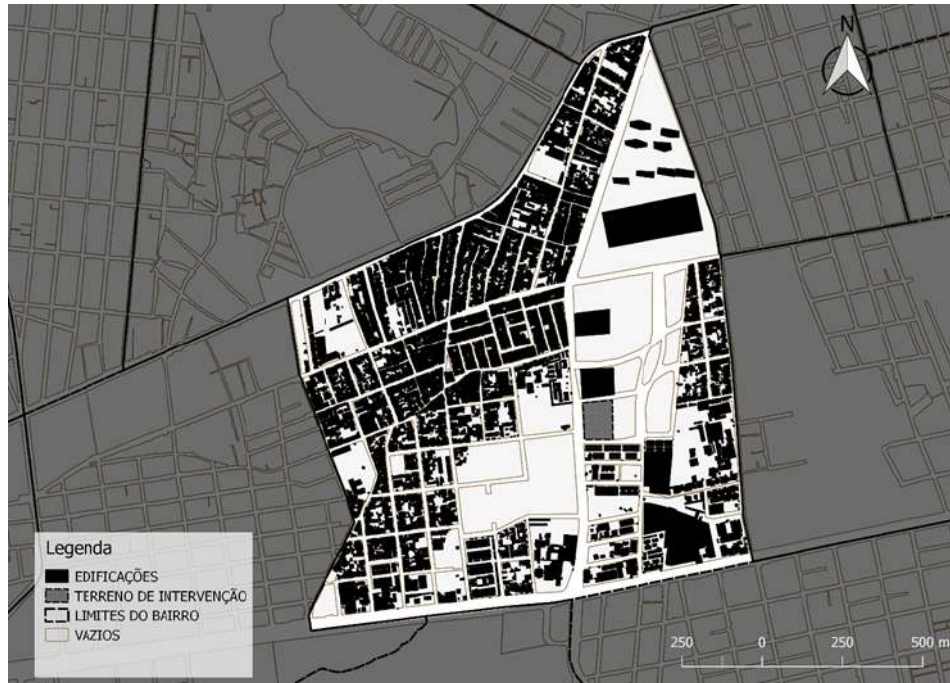 N
Legenda
EDIFICAÇÕES
TERRENO DE INTERVENÇÃO
LIMITES DO BAIRRO
VAZIOS
250 0 250 500 m